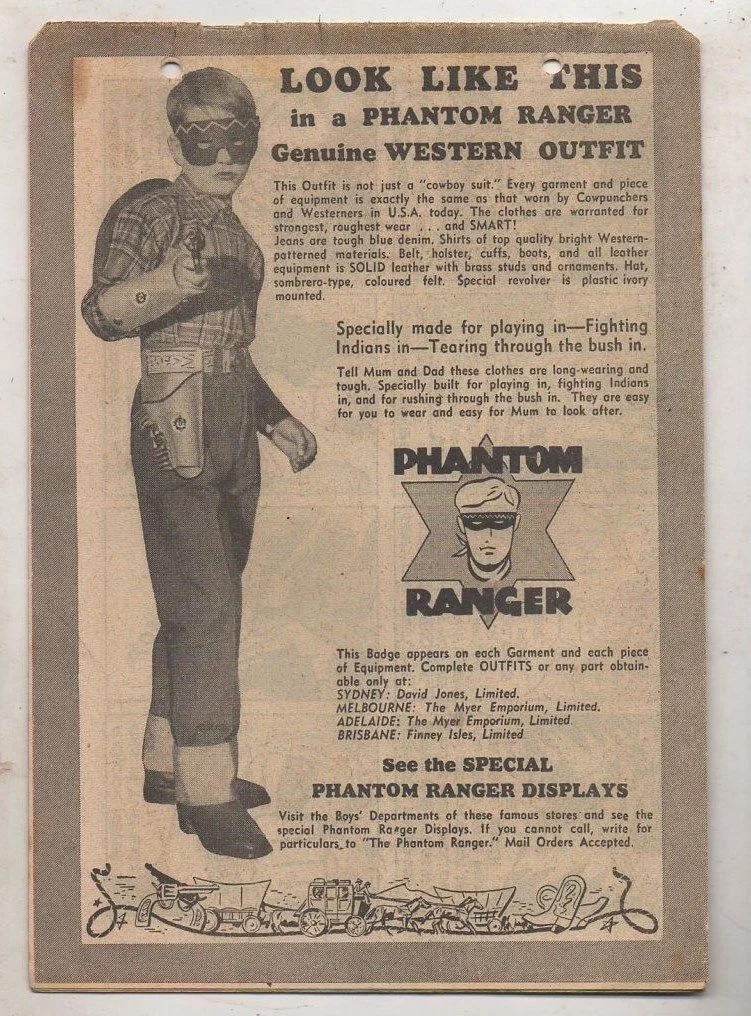 LOOK LIKE THIS
in a PHANTOM RANGER
Genuine WESTERN OUTFIT
This Outfit is not just a "cowboy suit." Every garment and piece
of equipment is exactly the same as that worn by Cowpunchers
and Westerners in U.S.A. today. The clothes are warranted for
strongest, roughest wear . . . and SMART!
Jeans are tough blue denim. Shirts of top quality bright Western-
patterned materials. Belt, holster, cuffs, boots, and all leather
equipment is SOLID leather with brass studs and ornaments. Hat,
sombrero-type, coloured felt. Special revolver is plastic ivory
mounted.
Specially made for playing in—Fighting
Indians in—Tearing through the bush in.
Tell Mum and Dad these clothes are long-wearing and
tough. Specially built for playing in, fighting Indians
in, and for rushing through the bush in. They are easy
for you to wear and easy for Mum to look after.
PHANTOM
RANGER
This Badge appears on each Garment and each piece
of Equipment. Complete OUTFITS or any part obtain-
able only at:
SYDNEY: David Jones, Limited.
MELBOURNE: The Myer Emporium, Limited.
ADELAIDE: The Myer Emporium, Limited
BRISBANE: Finney Isles, Limited
See the SPECIAL
PHANTOM RANGER DISPLAYS
Visit the Boys' Departments of these famous stores and see the
special Phantom Ranger Displays. If you cannot call, write for
particulars to "The Phantom Ranger." Mail Orders Accepted.